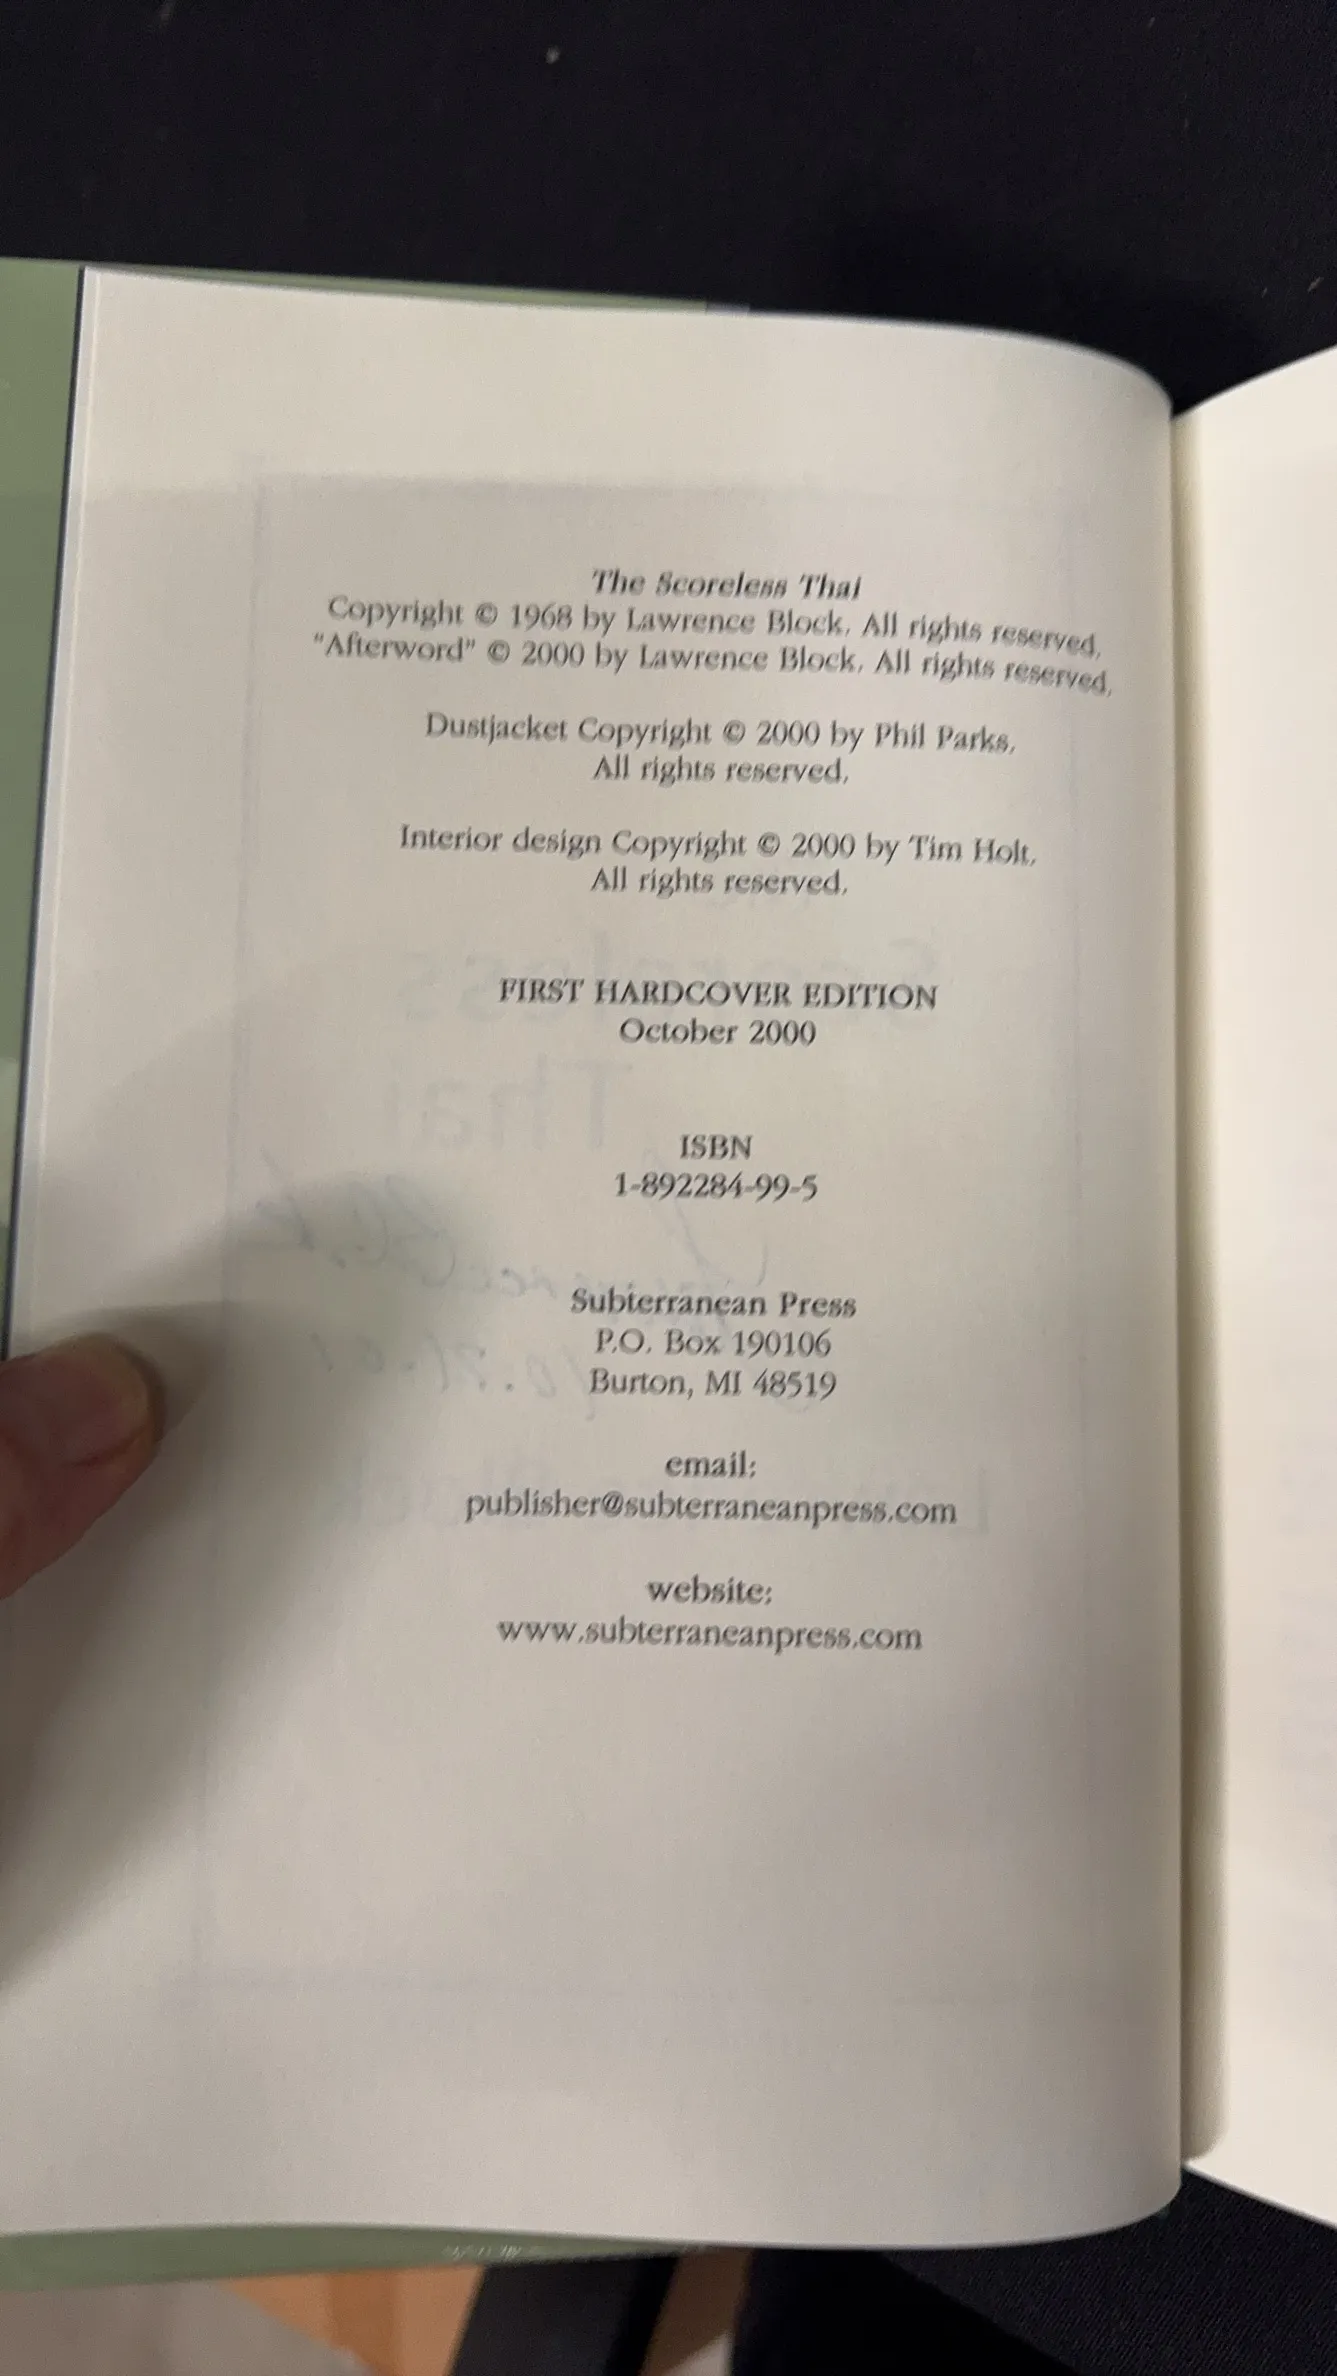 The Scoreless Thai
Copyright © 1968 by Lawrence Block. All rights reserved.
"Afterword" © 2000 by Lawrence Block. All rights reserved.
Dustjacket Copyright © 2000 by Phil Parks.
All rights reserved.
Interior design Copyright © 2000 by Tim Holt.
All rights reserved.
FIRST HARDCOVER EDITION
October 2000
ISBN
1-892284-99-5
Subterranean Press
P.O. Box 190106
Burton, MI 48519
email:
publisher@subterraneanpress.com
website:
www.subterraneanpress.com